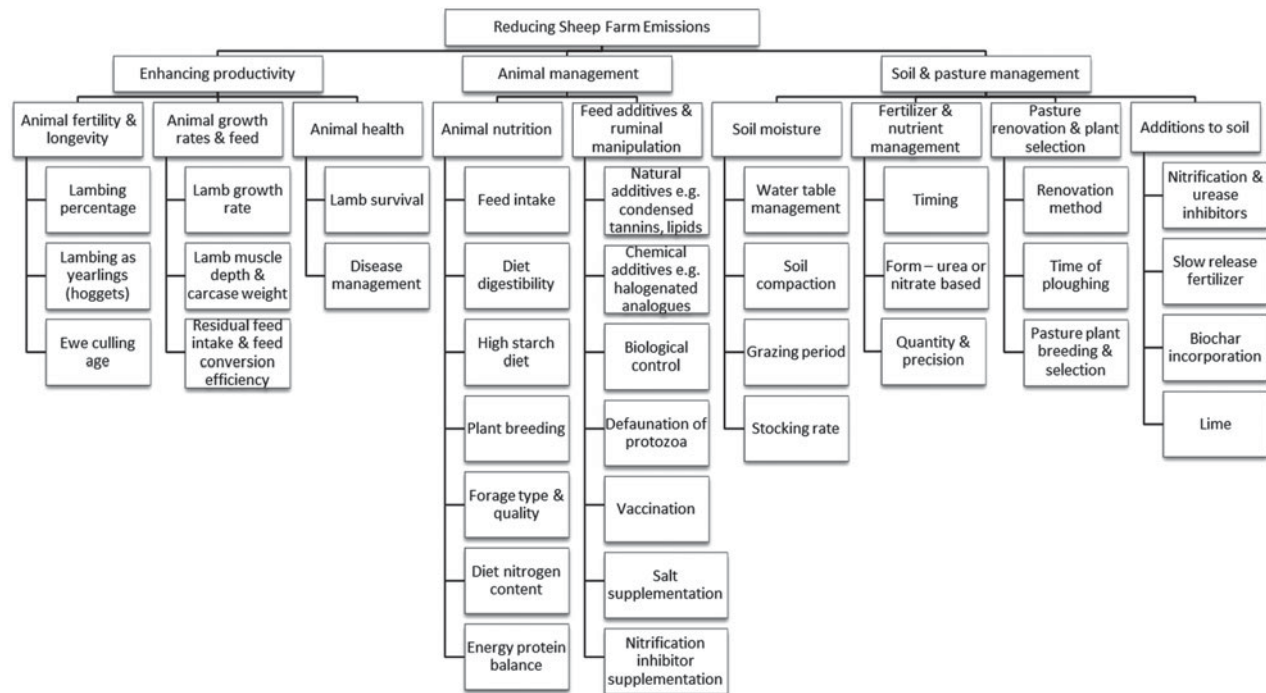 Reducing Sheep Farm Emissions
Enhancing productivity
Animal management
Soil & pasture management
Animal fertility &
longevity
Animal growth
rates & feed
Animal health
Animal nutrition
Feed additives &
ruminal
manipulation
Soil moisture
Fertilizer &
nutrient
management
Pasture
renovation & plant
selection
Additions to soil
Lambing
percentage
Lambing as
yearlings
(hoggets)
Ewe culling
age
Lamb growth
rate
Lamb muscle
depth &
carcase weight
Residual feed
intake & feed
conversion
efficiency
Lamb survival
Disease
management
Feed intake
Diet
digestibility
High starch
diet
Plant breeding
Forage type &
quality
Diet nitrogen
content
Energy protein
balance
Natural
additives e.g.
condensed
tannins, lipids
Chemical
additives e.g.
halogenated
analogues
Biological
control
Defaunation of
protozoa
Vaccination
Salt
supplementation
Nitrification
inhibitor
supplementation
Water table
management
Soil
compaction
Grazing period
Stocking rate
Timing
Form – urea or
nitrate based
Quantity &
precision
Renovation
method
Time of
ploughing
Pasture plant
breeding &
selection
Nitrification &
urease
inhibitors
Slow release
fertilizer
Biochar
incorporation
Lime